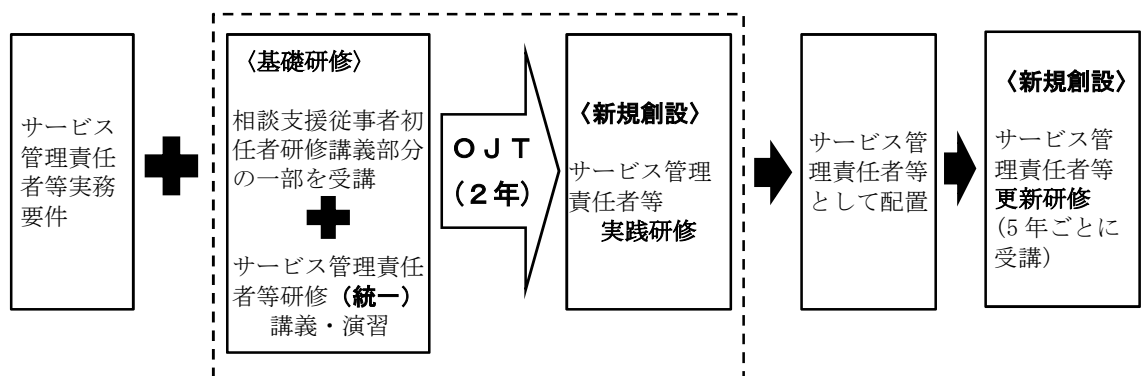 サービス
管理責任
者等実務
要件
〈基礎研修〉
相談支援従事者初
任者研修講義部分
の一部を受講
サービス管理責任
者等研修（統一）
講義・演習
ＯＪＴ
（２年）
〈新規創設〉
サービス管理
責任者等
実践研修
サービス管
理責任者等
として配置
〈新規創設〉
サービス管
理責任者等
更新研修
(5 年ごとに
受講)